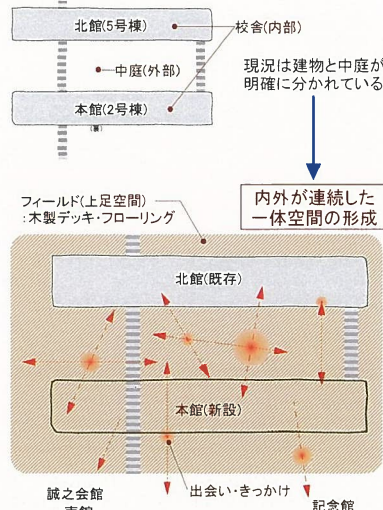 北館(5号棟)
校舎(内部)
中庭(外部)
本館(2号棟)
現況は建物と中庭が
明確に分かれている
内外が連続した
一体空間の形成
フィールド(上足空間)
:木製デッキ・フローリング
北館(既存)
本館(新設)
誠之会館
出会い・きっかけ
記念館